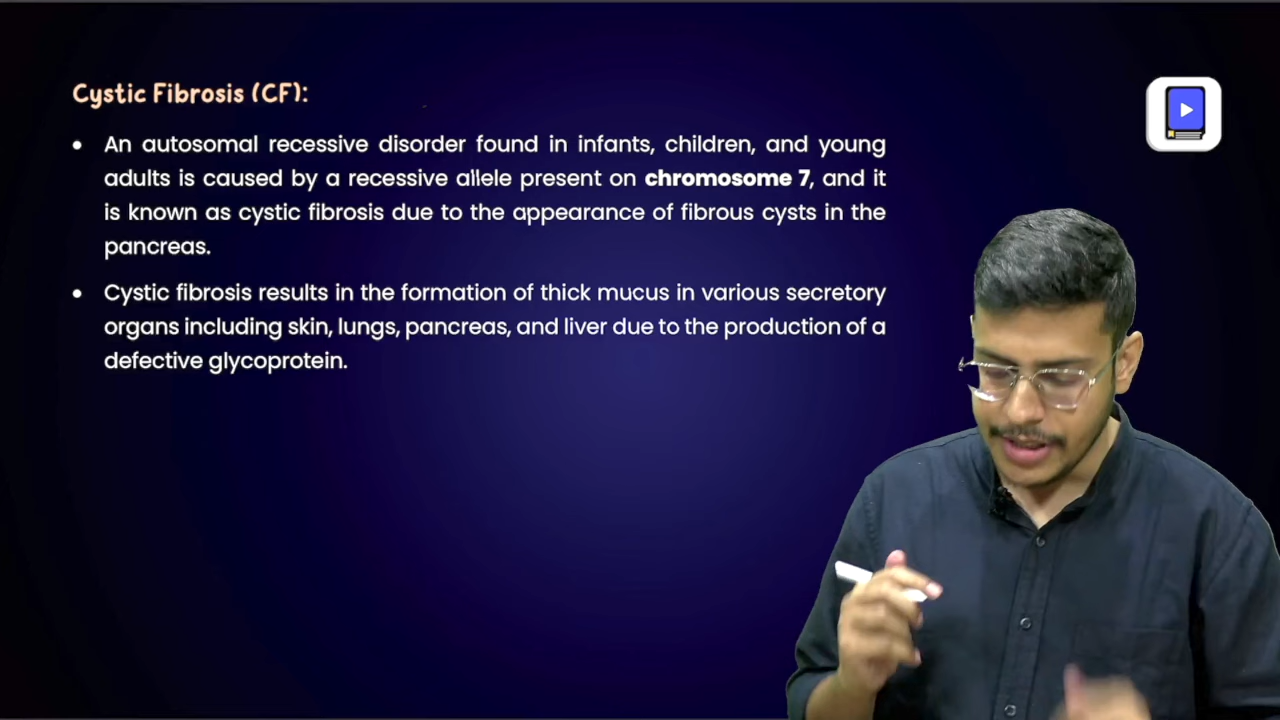 Cystic Fibrosis (CF):
• An autosomal recessive disorder found in infants, children, and young
adults is caused by a recessive allele present on chromosome 7, and it
is known as cystic fibrosis due to the appearance of fibrous cysts in the
pancreas.
• Cystic fibrosis results in the formation of thick mucus in various secretory
organs including skin, lungs, pancreas, and liver due to the production of a
defective glycoprotein.